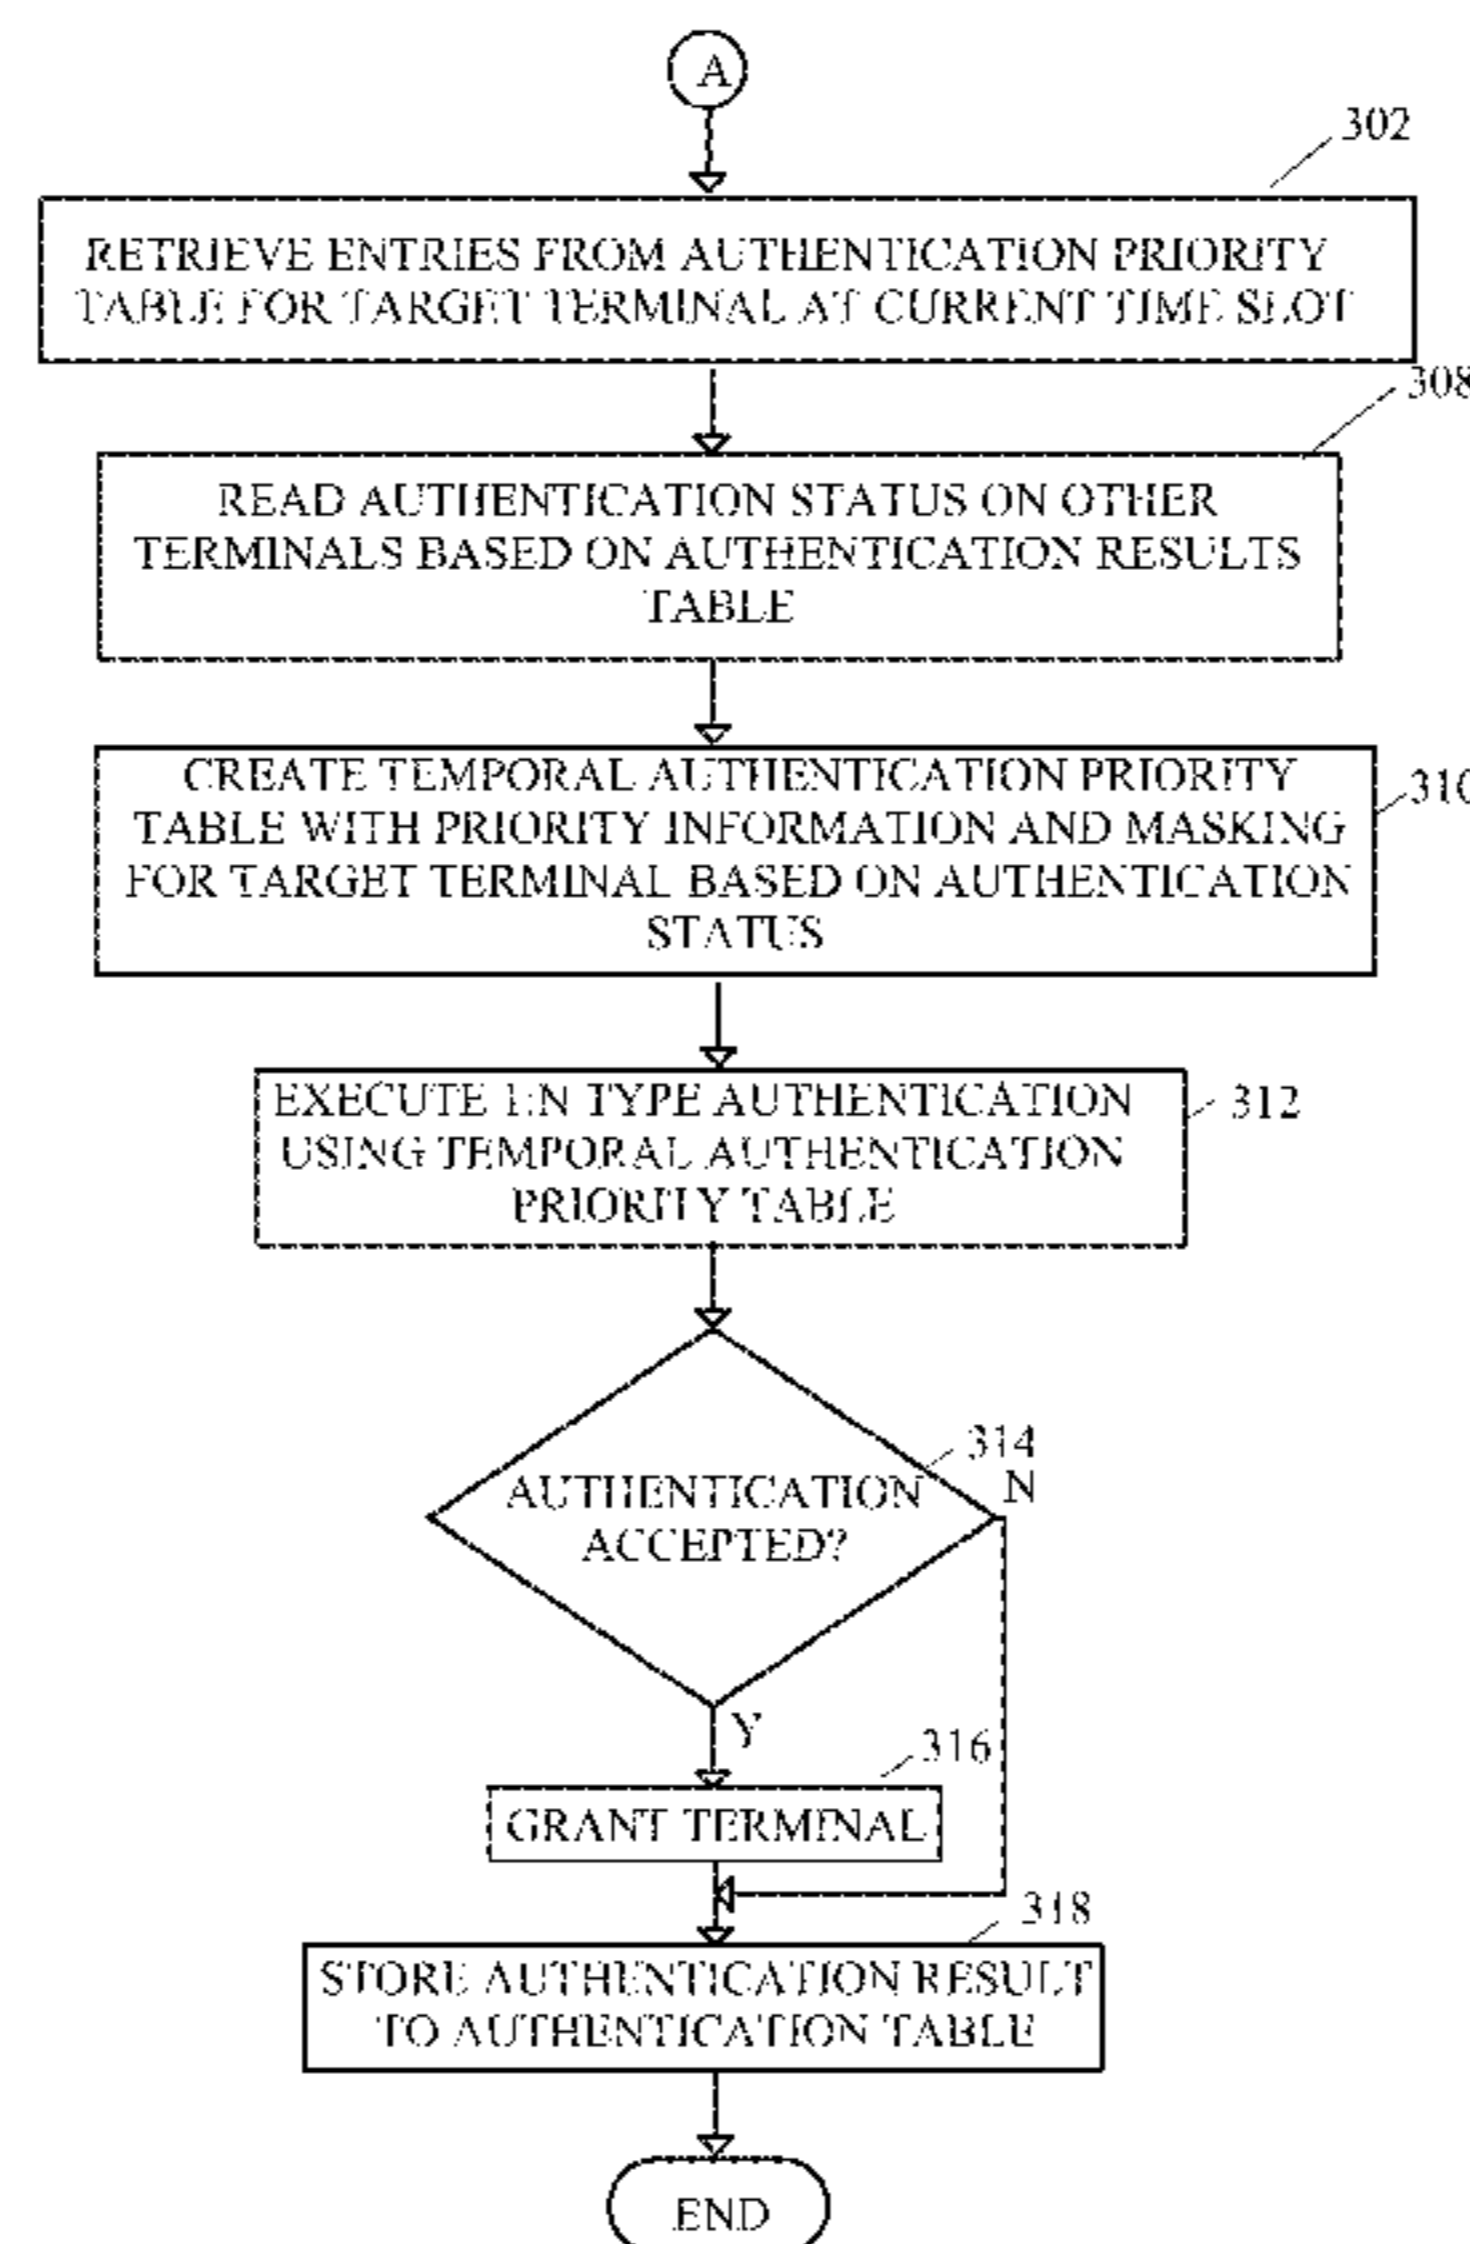 A
302
RETRIEVE ENTRIES FROM AUTHENTICATION PRIORITY
TABLE FOR TARGET TERMINAL AT CURRENT TIME SLOT
308
READ AUTHENTICATION STATUS ON OTHER
TERMINALS BASED ON AUTHENTICATION RESULTS
TABLE
310
CREATE TEMPORAL AUTHENTICATION PRIORITY
TABLE WITH PRIORITY INFORMATION AND MASKING
FOR TARGET TERMINAL BASED ON AUTHENTICATION
STATUS
312
EXECUTE 1:N TYPE AUTHENTICATION
USING TEMPORAL AUTHENTICATION
PRIORITY TABLE
314
N
AUTHENTICATION
ACCEPTED?
Y
316
GRANT TERMINAL
318
STORE AUTHENTICATION RESULT
TO AUTHENTICATION TABLE
END